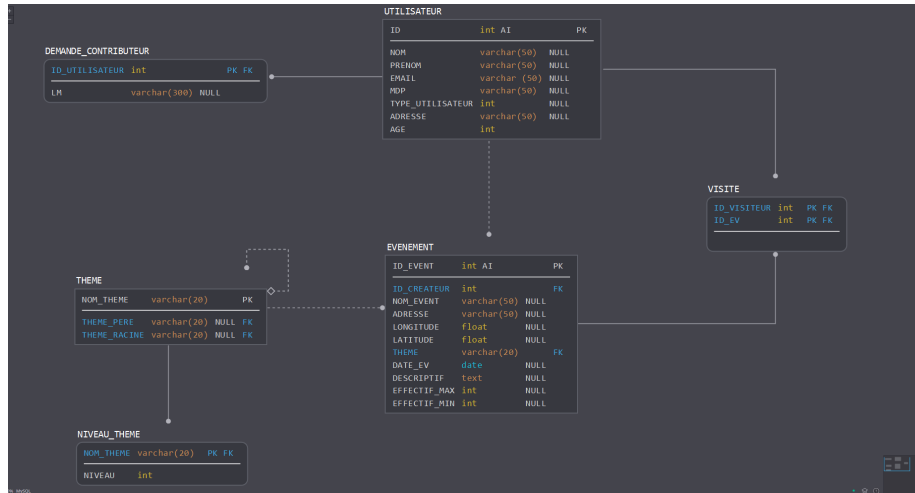 UTILISATEUR
ID int AI PK
NOM varchar(50) NULL
PRENOM varchar(50) NULL
EMAIL varchar (50) NULL
MDP varchar(50) NULL
TYPE_UTILISATEUR int NULL
ADRESSE varchar(50) NULL
AGE int
DEMANDE_CONTRIBUTEUR
ID_UTILISATEUR int PK FK
LM varchar(300) NULL
VISITE
ID_VISITEUR int PK FK
ID_EV int PK FK
EVENEMENT
ID_EVENT int AI PK
ID_CREATEUR int FK
NOM_EVENT varchar(50) NULL
ADRESSE varchar(50) NULL
LONGITUDE float NULL
LATITUDE float NULL
THEME varchar(20) FK
DATE_EV date NULL
DESCRIPTIF text NULL
EFFECTIF_MAX int NULL
EFFECTIF_MIN int NULL
THEME
NOM_THEME varchar(20) PK
THEME_PERE varchar(20) NULL FK
THEME_RACINE varchar(20) NULL FK
NIVEAU_THEME
NOM_THEME varchar(20) PK FK
NIVEAU int
MySQL